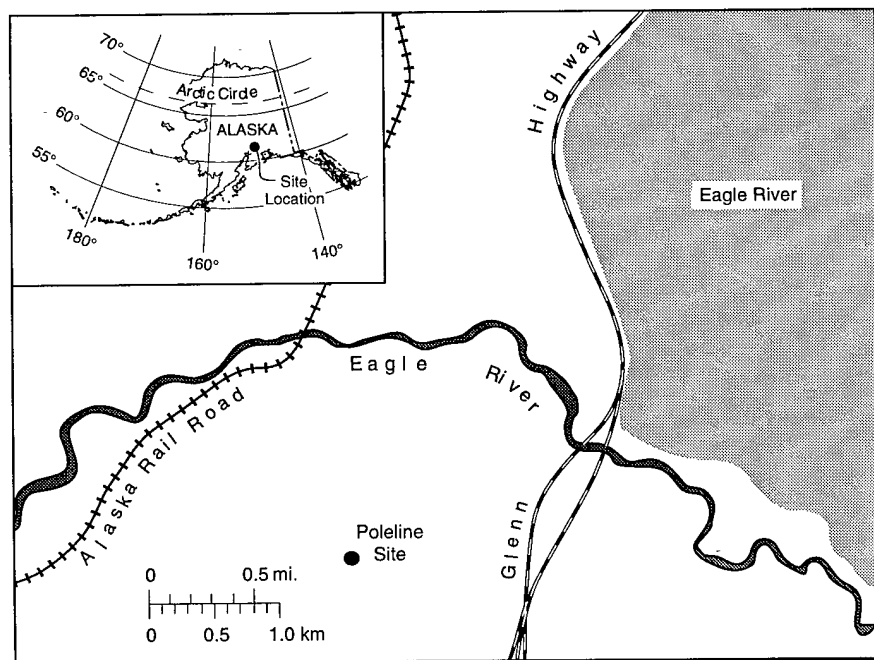 70°
65°
Arctic Circle
60°
ALASKA
55°
Site
Location
180°
160°
140°
Highway
Eagle River
Eagle River
Alaska Rail Road
Glenn
Poleline
Site
0 0.5 mi.
0 0.5 1.0 km